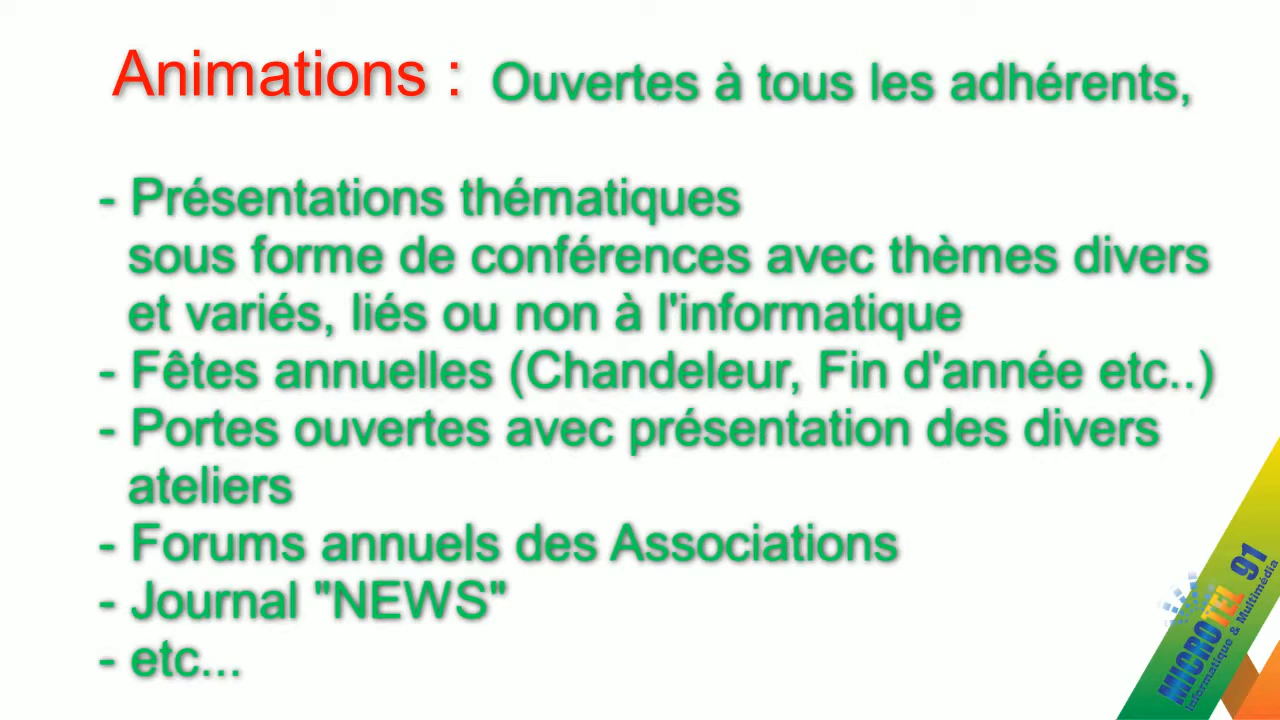 Animations : Ouvertes à tous les adhérents,
- Présentations thématiques
sous forme de conférences avec thèmes divers
et variés, liés ou non à l'informatique
- Fêtes annuelles (Chandeleur, Fin d'année etc..)
- Portes ouvertes avec présentation des divers
ateliers
- Forums annuels des Associations
- Journal "NEWS"
- etc...
MICROTEL 91
Informatique & Multimédia